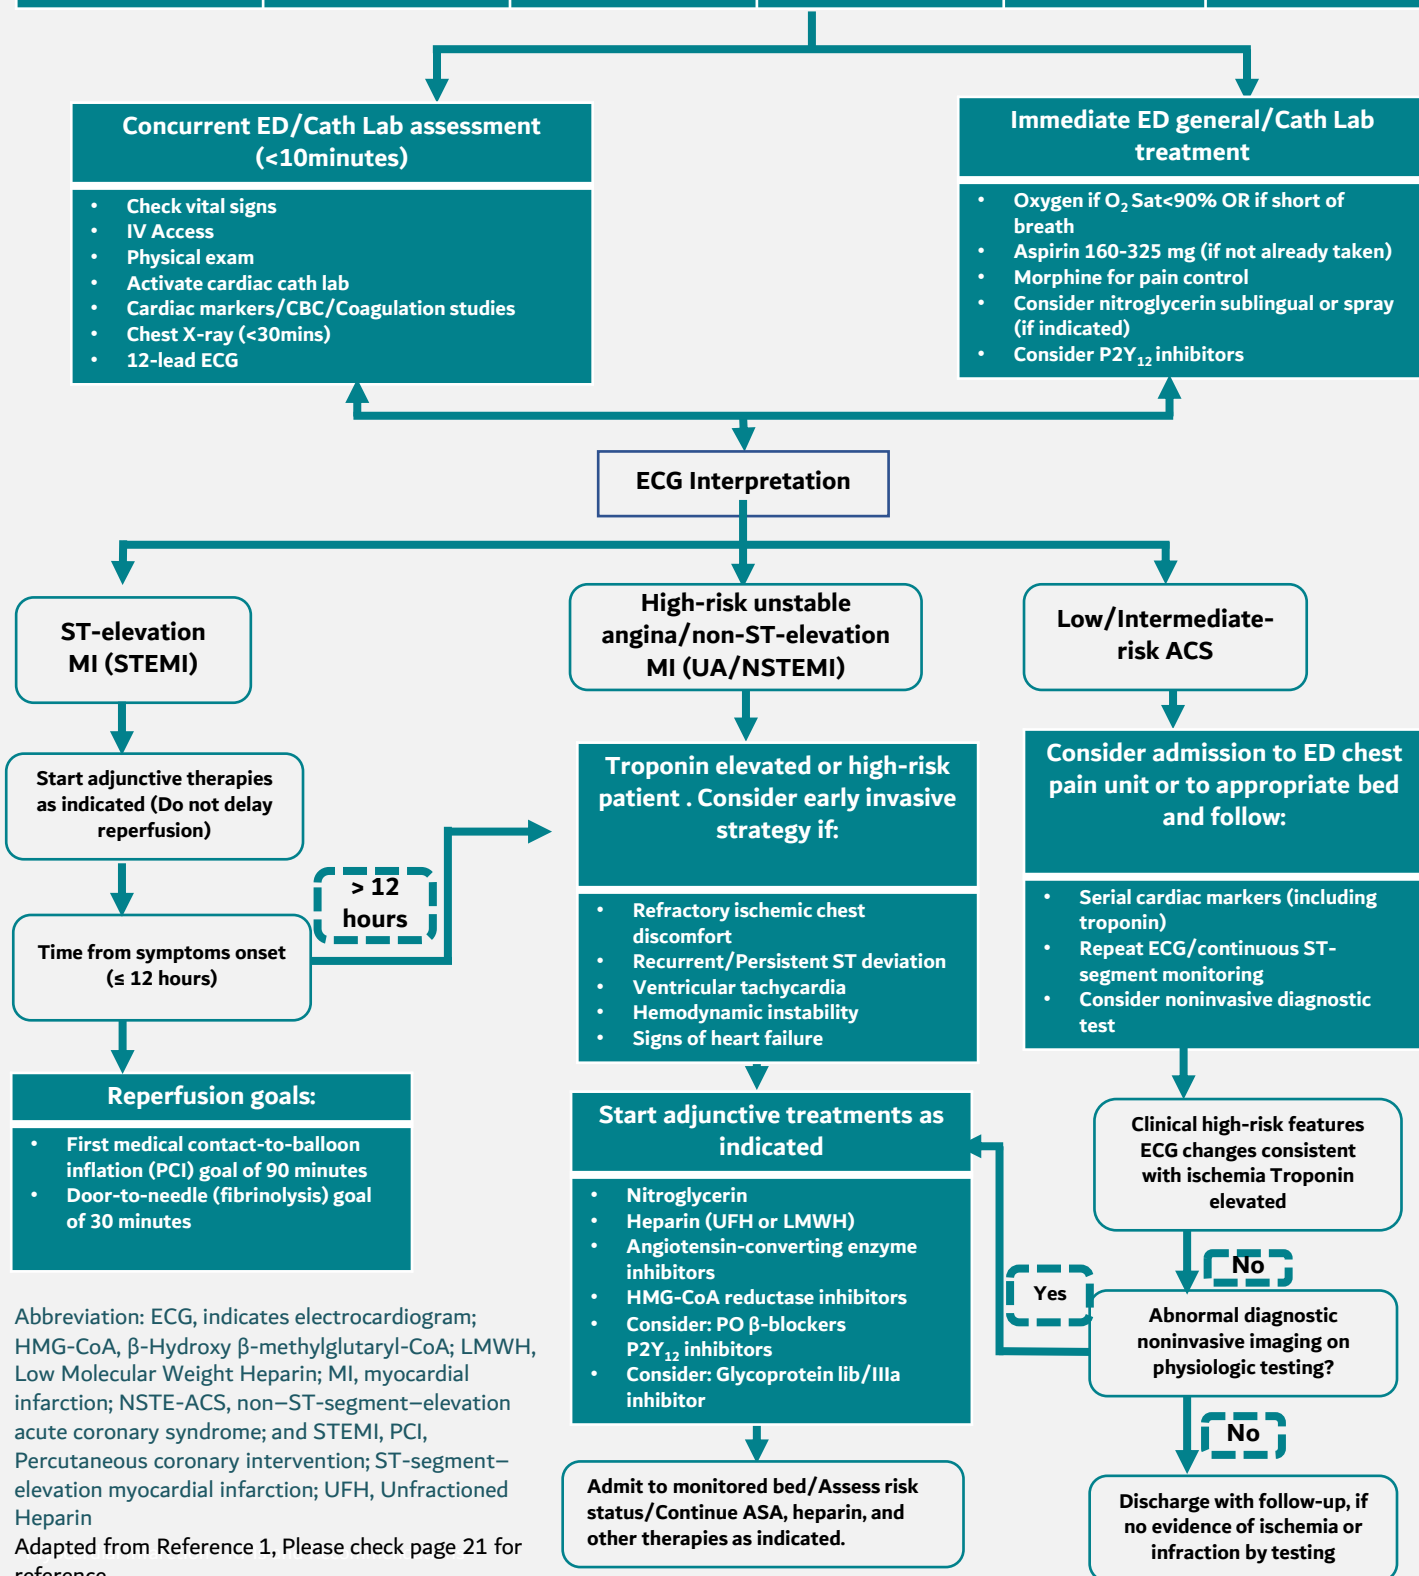 Concurrent ED/Cath Lab assessment
(<10minutes)
• Check vital signs
• IV Access
• Physical exam
• Activate cardiac cath lab
• Cardiac markers/CBC/Coagulation studies
• Chest X-ray (<30mins)
• 12-lead ECG
Immediate ED general/Cath Lab
treatment
• Oxygen if O₂ Sat<90% OR if short of
breath
• Aspirin 160-325 mg (if not already taken)
• Morphine for pain control
• Consider nitroglycerin sublingual or spray
(if indicated)
• Consider P2Y₁₂ inhibitors
ECG Interpretation
ST-elevation
MI (STEMI)
High-risk unstable
angina/non-ST-elevation
MI (UA/NSTEMI)
Low/Intermediate-
risk ACS
Start adjunctive therapies
as indicated (Do not delay
reperfusion)
> 12
hours
Time from symptoms onset
(≤ 12 hours)
Reperfusion goals:
• First medical contact-to-balloon
inflation (PCI) goal of 90 minutes
• Door-to-needle (fibrinolysis) goal
of 30 minutes
Troponin elevated or high-risk
patient . Consider early invasive
strategy if:
• Refractory ischemic chest
discomfort
• Recurrent/Persistent ST deviation
• Ventricular tachycardia
• Hemodynamic instability
• Signs of heart failure
Start adjunctive treatments as
indicated
• Nitroglycerin
• Heparin (UFH or LMWH)
• Angiotensin-converting enzyme
inhibitors
• HMG-CoA reductase inhibitors
• Consider: PO β-blockers
P2Y₁₂ inhibitors
• Consider: Glycoprotein lib/IIIa
inhibitor
Admit to monitored bed/Assess risk
status/Continue ASA, heparin, and
other therapies as indicated.
Consider admission to ED chest
pain unit or to appropriate bed
and follow:
• Serial cardiac markers (including
troponin)
• Repeat ECG/continuous ST-
segment monitoring
• Consider noninvasive diagnostic
test
Clinical high-risk features
ECG changes consistent
with ischemia Troponin
elevated
No
Yes
Abnormal diagnostic
noninvasive imaging on
physiologic testing?
No
Discharge with follow-up, if
no evidence of ischemia or
infraction by testing
Abbreviation: ECG, indicates electrocardiogram;
HMG-CoA, β-Hydroxy β-methylglutaryl-CoA; LMWH,
Low Molecular Weight Heparin; MI, myocardial
infarction; NSTE-ACS, non–ST-segment–elevation
acute coronary syndrome; and STEMI, PCI,
Percutaneous coronary intervention; ST-segment–
elevation myocardial infarction; UFH, Unfractioned
Heparin
Adapted from Reference 1, Please check page 21 for
reference